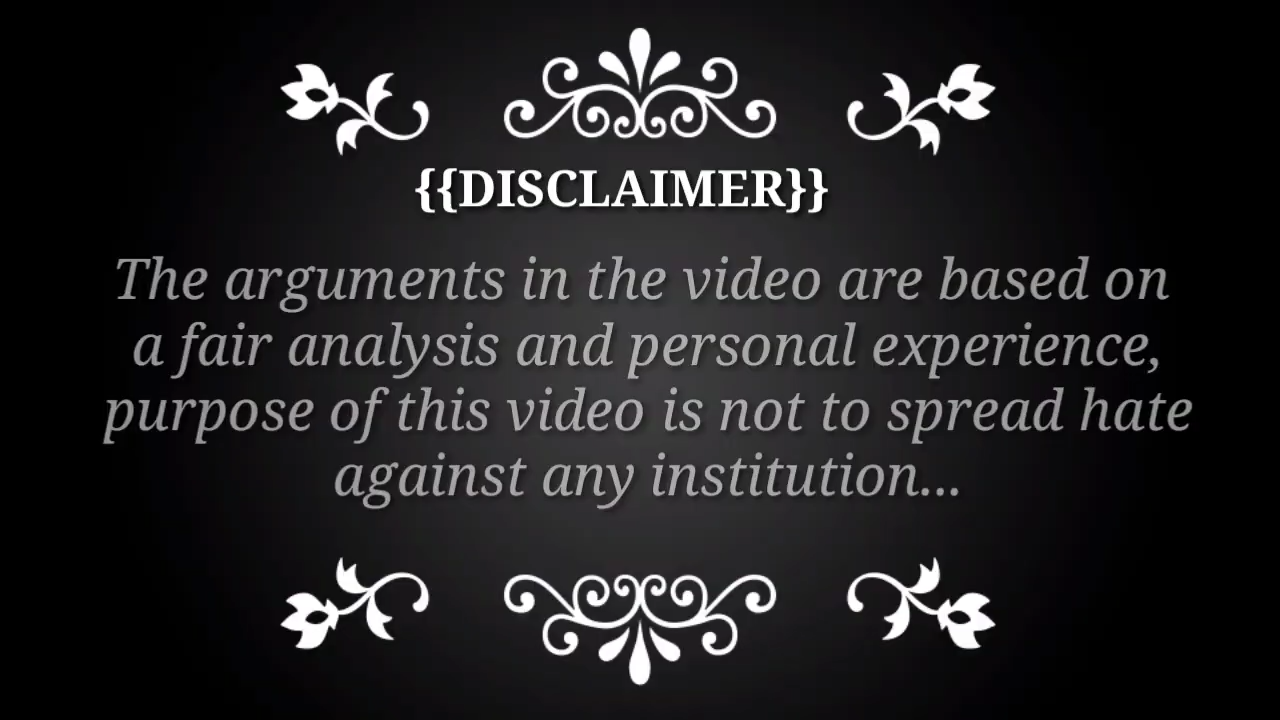 {{DISCLAIMER}}
The arguments in the video are based on
a fair analysis and personal experience,
purpose of this video is not to spread hate
against any institution...